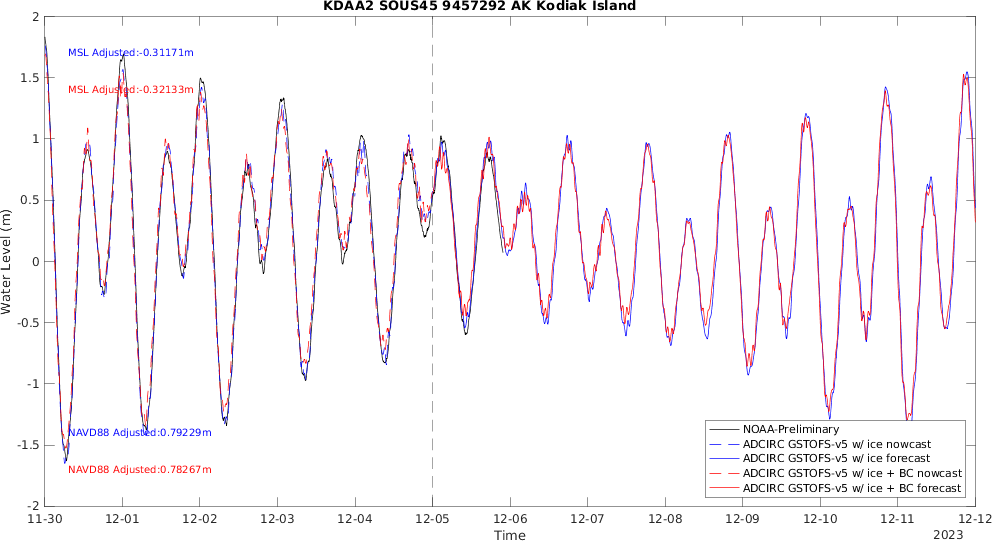 KDAA2 SOUS45 9457292 AK Kodiak Island
2
1.5
1
0.5
0
-0.5
-1
-1.5
-2
Water Level (m)
MSL Adjusted:-0.31171m
MSL Adjusted:-0.32133m
NAVD88 Adjusted:0.79229m
NAVD88 Adjusted:0.78267m
NOAA-Preliminary
ADCIRC GSTOFS-v5 w/ ice nowcast
ADCIRC GSTOFS-v5 w/ ice forecast
ADCIRC GSTOFS-v5 w/ ice + BC nowcast
ADCIRC GSTOFS-v5 w/ ice + BC forecast
11-30 12-01 12-02 12-03 12-04 12-05 12-06 12-07 12-08 12-09 12-10 12-11 12-12
Time
2023